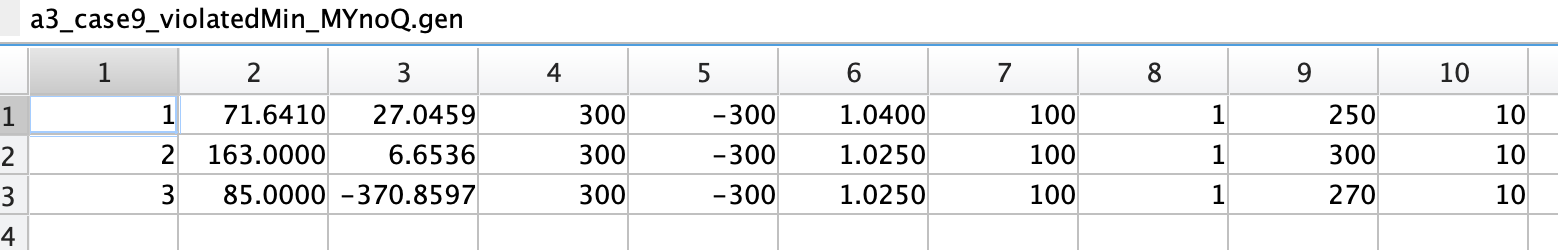 a3_case9_violatedMin_MYnoQ.gen
1 2 3 4 5 6 7 8 9 10
1 1 71.6410 27.0459 300 -300 1.0400 100 1 250 10
2 2 163.0000 6.6536 300 -300 1.0250 100 1 300 10
3 3 85.0000 -370.8597 300 -300 1.0250 100 1 270 10
4